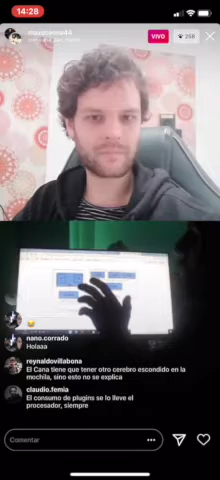 14:28
VIVO
258
nano.corrado
Holaaa
reynaldovillabona
El Cana tiene que tener otro cerebro escondido en la
mochila, sino esto no se explica
claudio.femia
El consumo de plugins se lo lleve el
procesador, siempre
Comentar